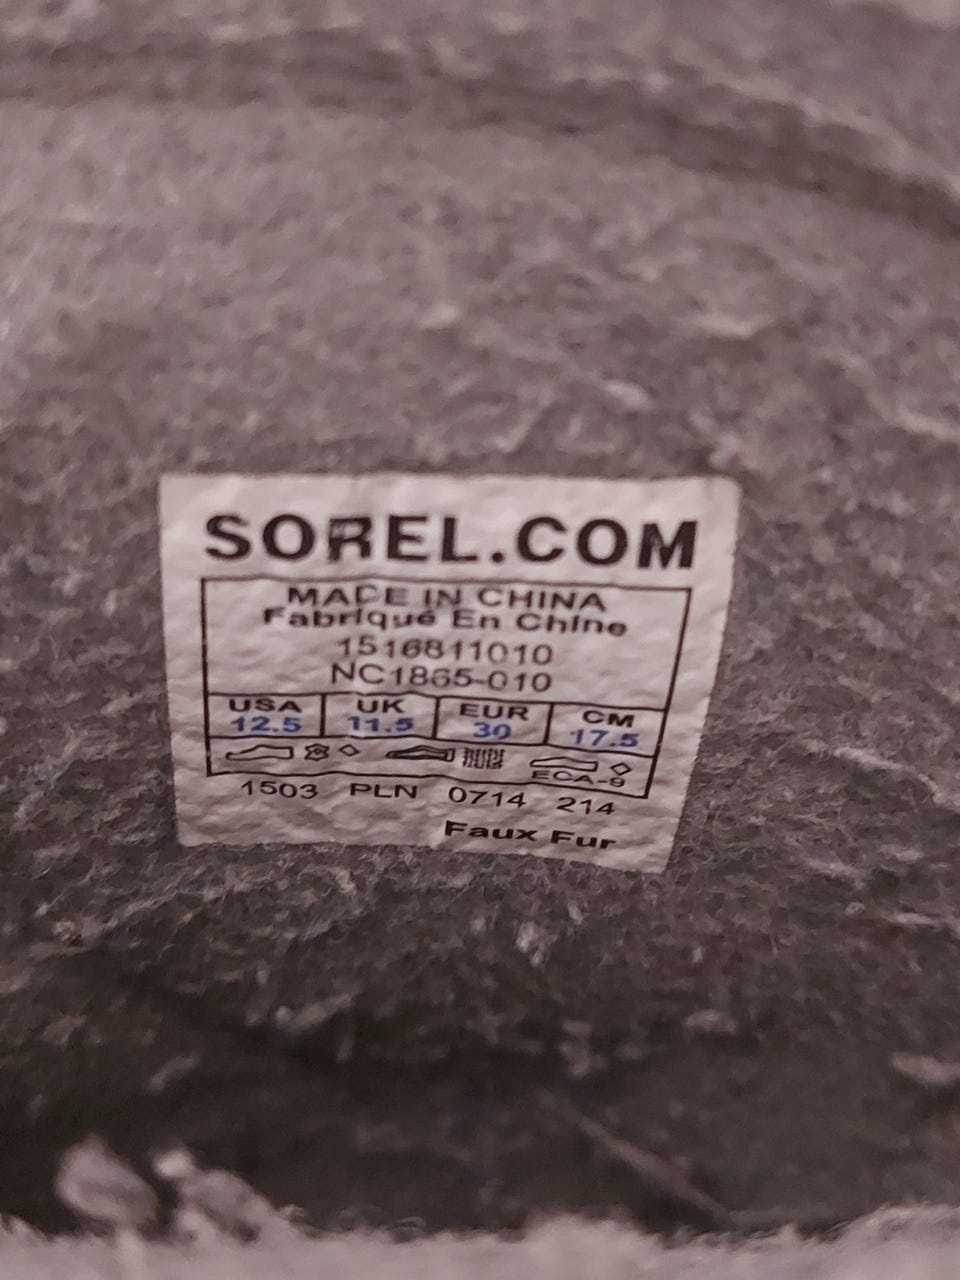 SOREL.COM
MADE IN CHINA
Fabriqué En Chine
1516811010
NC1865-010
USA UK EUR CM
12.5 11.5 30 17.5
ECA-9
1503 PLN 0714 214
Faux Fur